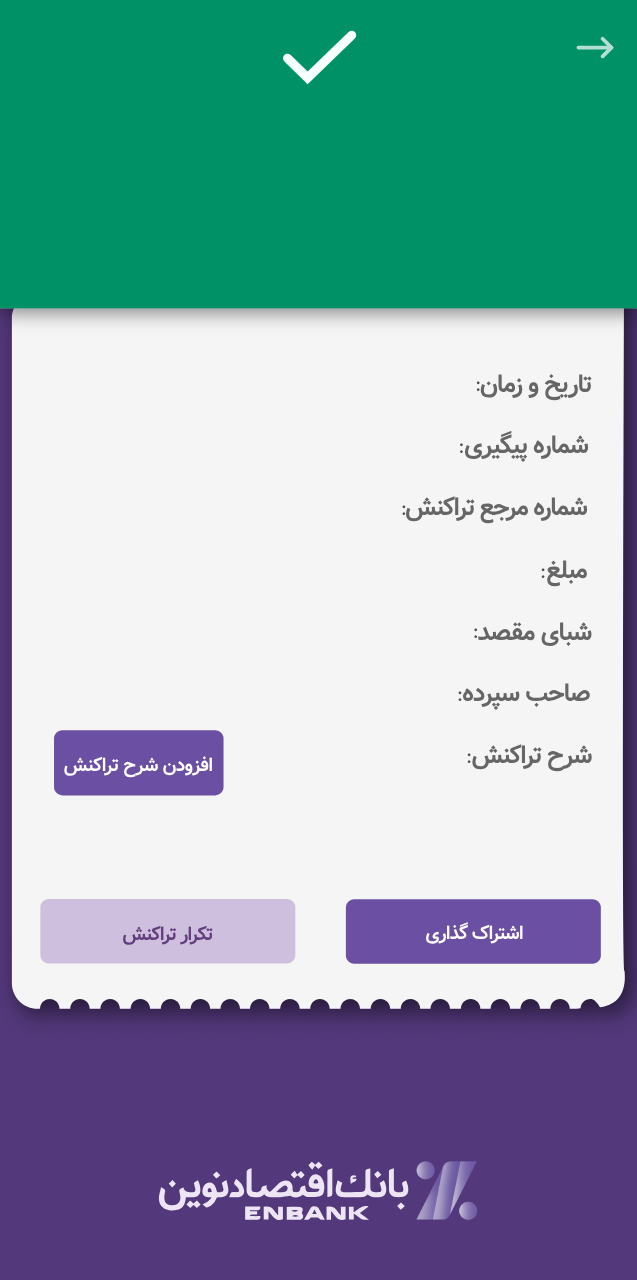 تاریخ و زمان:
شماره پیگیری:
شماره مرجع تراکنش:
مبلغ:
شبای مقصد:
صاحب سپرده:
شرح تراکنش:
افزودن شرح تراکنش
اشتراک گذاری
تکرار تراکنش
بانك‌اقتصادنوین
ENBANK